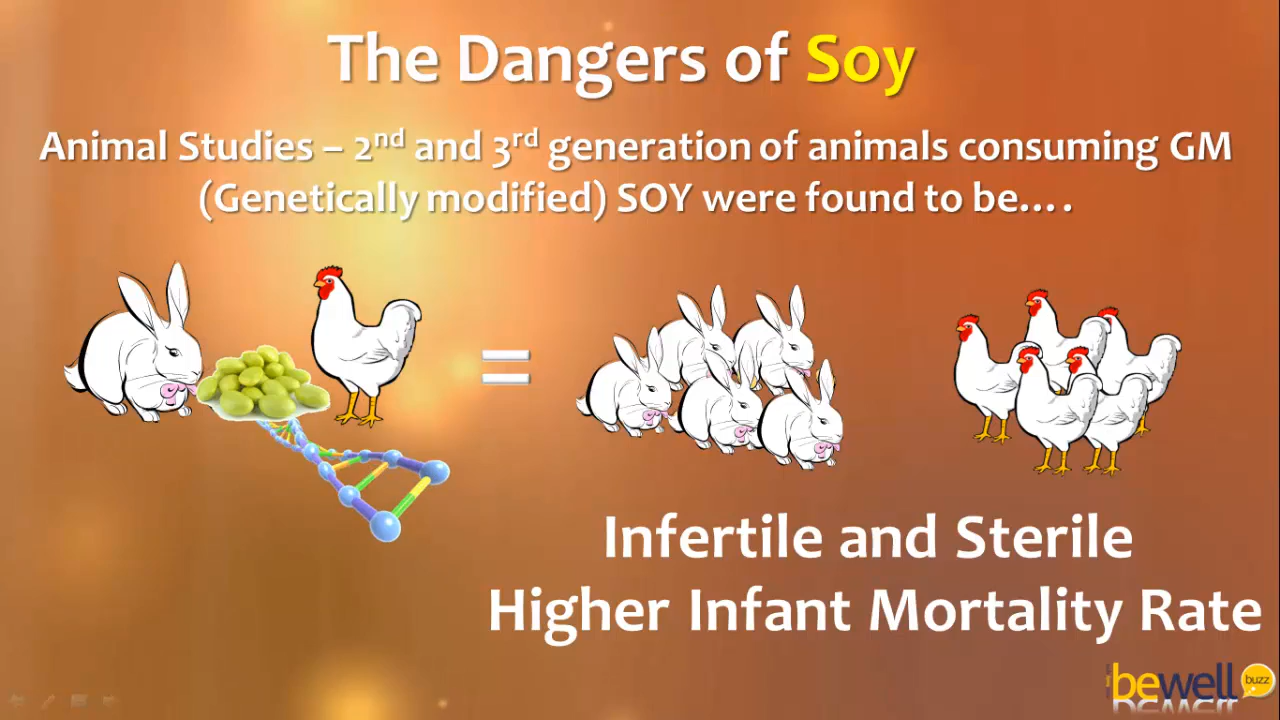 The Dangers of Soy
Animal Studies – 2nd and 3rd generation of animals consuming GM
(Genetically modified) SOY were found to be….
=
Infertile and Sterile
Higher Infant Mortality Rate
bewell buzz